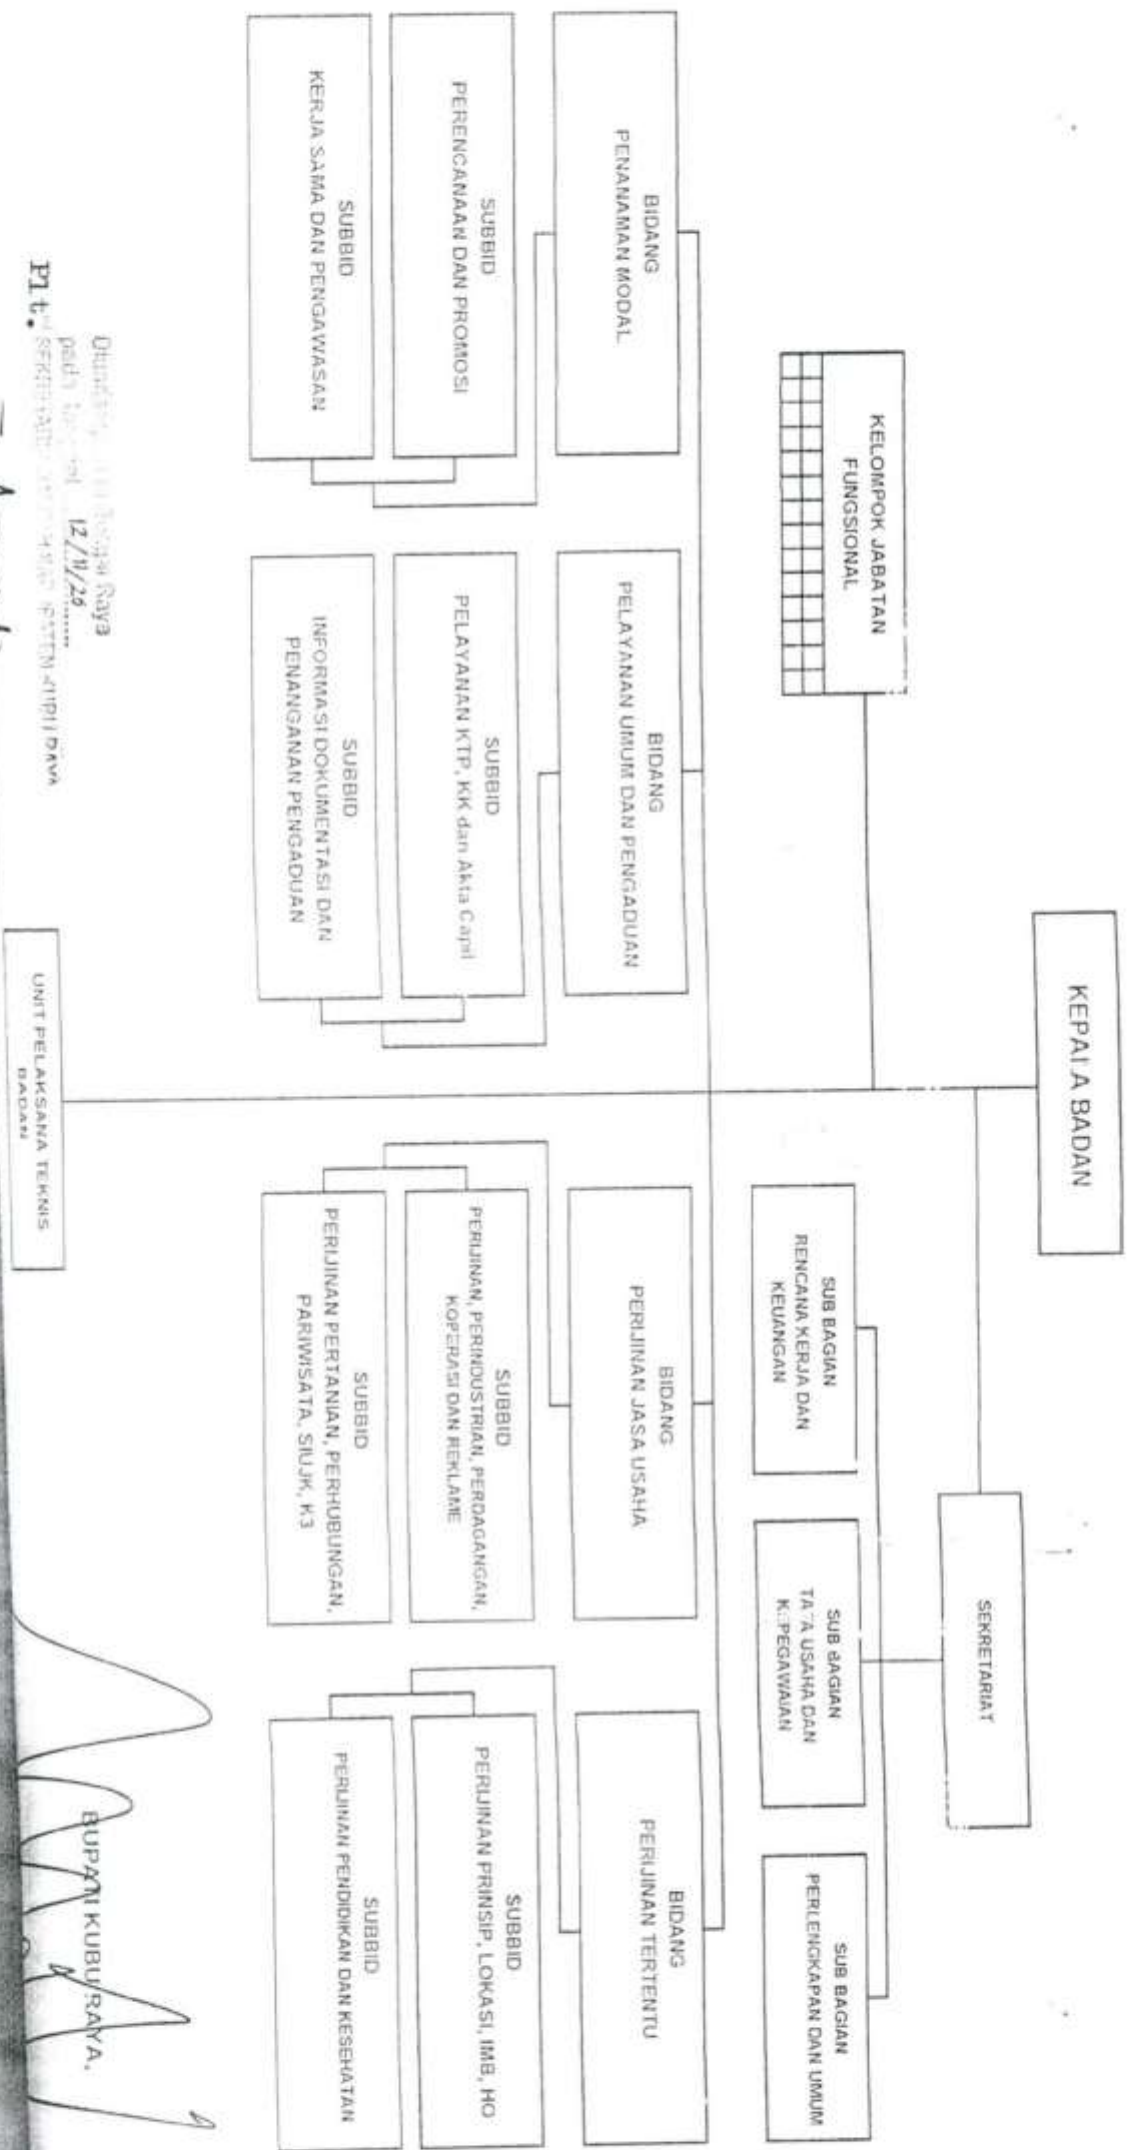 KEPALA BADAN
SEKRETARIAT
KELOMPOK JABATAN
FUNGSIONAL
SUB BAGIAN
RENCANA KERJA DAN
KEUANGAN
SUB BAGIAN
TATA USAHA DAN
KEPEGAWAIAN
SUB BAGIAN
PERLENGKAPAN DAN UMUM
BIDANG
PENANAMAN MODAL
BIDANG
PELAYANAN UMUM DAN PENGADUAN
BIDANG
PERIJINAN JASA USAHA
BIDANG
PERIJINAN TERTENTU
SUBBID
PERENCANAAN DAN PROMOSI
SUBBID
PELAYANAN KTP, KK dan Akta Capil
SUBBID
PERIJINAN, PERINDUSTRIAN, PERDAGANGAN,
KOPERASI DAN REKLAME
SUBBID
PERIJINAN PRINSIP, LOKASI, IMB, HO
SUBBID
KERJA SAMA DAN PENGAWASAN
SUBBID
INFORMASI DOKUMENTASI DAN
PENANGANAN PENGADUAN
SUBBID
PERIJINAN PERTANIAN, PERHUBUNGAN,
PARIWISATA, SIUJK, K3
SUBBID
PERIJINAN PENDIDIKAN DAN KESEHATAN
Raya
pada 12/11/20
Plt.
UNIT PELAKSANA TEKNIS
BADAN
BUPATI KUBU RAYA,